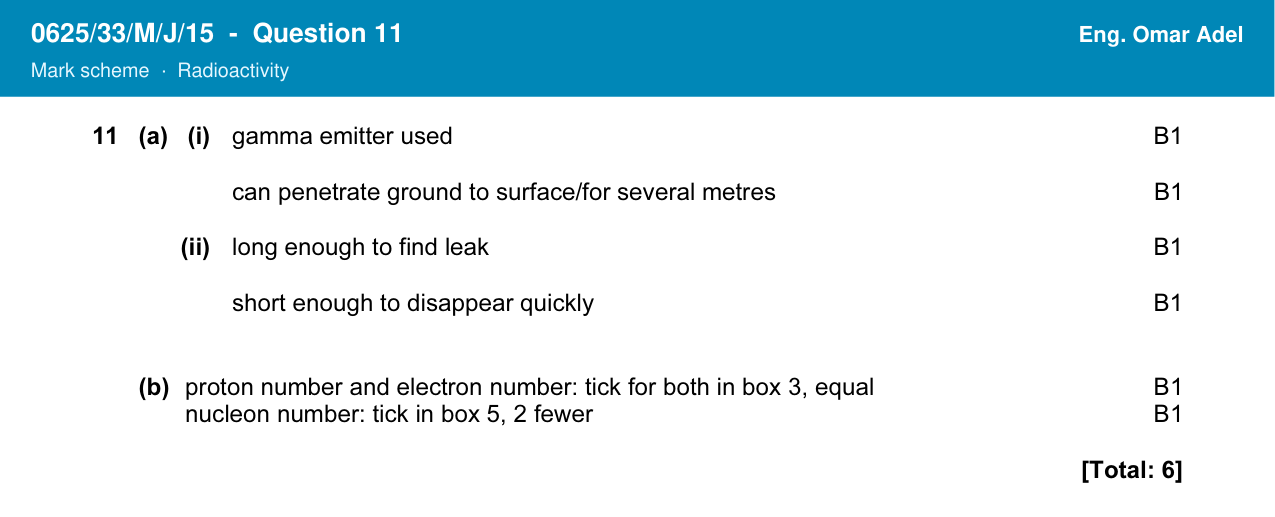 0625/33/M/J/15 - Question 11 Eng. Omar Adel
Mark scheme · Radioactivity
11 (a) (i) gamma emitter used B1
can penetrate ground to surface/for several metres B1
(ii) long enough to find leak B1
short enough to disappear quickly B1
(b) proton number and electron number: tick for both in box 3, equal B1
nucleon number: tick in box 5, 2 fewer B1
[Total: 6]